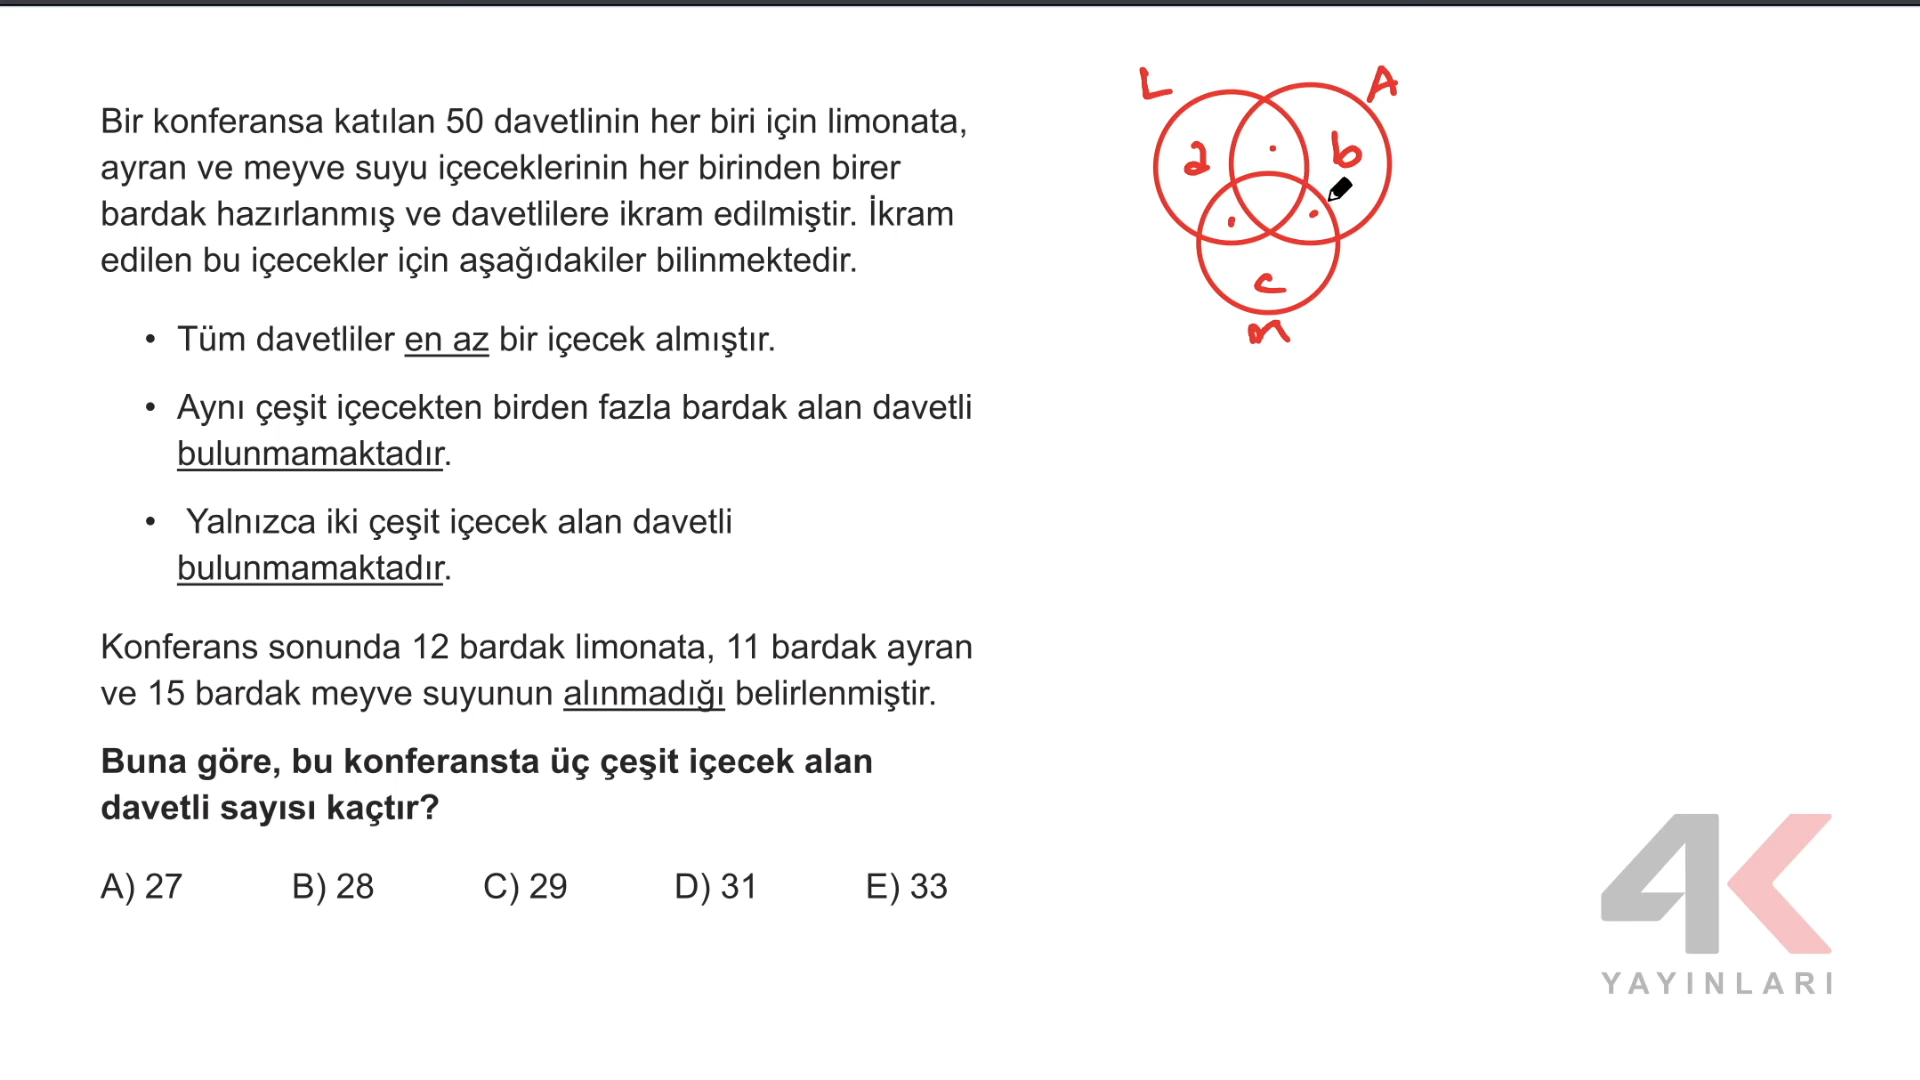 Bir konferansa katılan 50 davetlinin her biri için limonata,
ayran ve meyve suyu içeceklerinin her birinden birer
bardak hazırlanmış ve davetlilere ikram edilmiştir. İkram
edilen bu içecekler için aşağıdakiler bilinmektedir.
• Tüm davetliler en az bir içecek almıştır.
• Aynı çeşit içecekten birden fazla bardak alan davetli
bulunmamaktadır.
• Yalnızca iki çeşit içecek alan davetli
bulunmamaktadır.
Konferans sonunda 12 bardak limonata, 11 bardak ayran
ve 15 bardak meyve suyunun alınmadığı belirlenmiştir.
Buna göre, bu konferansta üç çeşit içecek alan
davetli sayısı kaçtır?
A) 27 B) 28 C) 29 D) 31 E) 33
L A
a b
c
m
4K
YAYINLARI